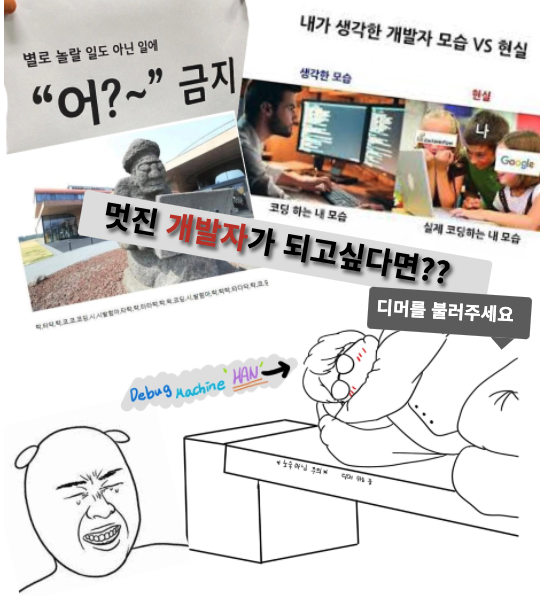 별로 놀랄 일도 아닌 일에
“어?~” 금지
내가 생각한 개발자 모습 VS 현실
생각한 모습
현실
나
stackoverflow
Google
코딩 하는 내 모습
실제 코딩하는 내 모습
멋진 개발자가 되고싶다면??
디머를 불러주세요
Debug Machine 'HAN'